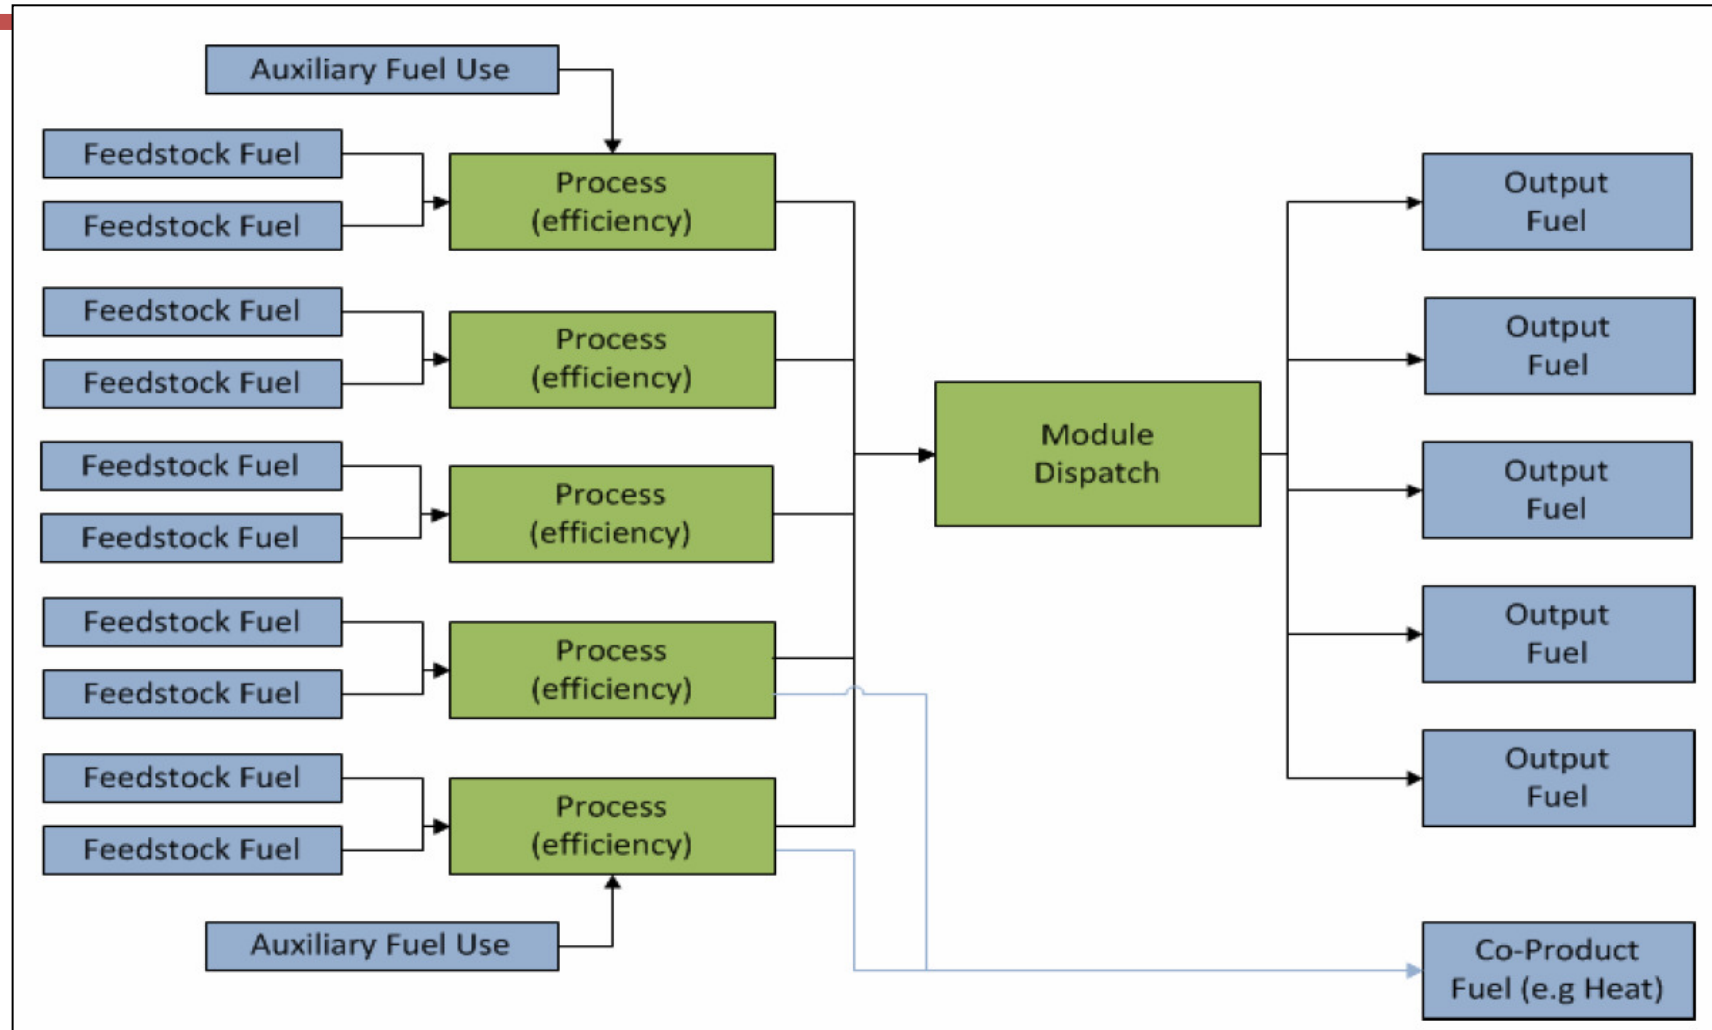 Auxiliary Fuel Use
Feedstock Fuel
Feedstock Fuel
Process
(efficiency)
Feedstock Fuel
Feedstock Fuel
Process
(efficiency)
Feedstock Fuel
Feedstock Fuel
Process
(efficiency)
Feedstock Fuel
Feedstock Fuel
Process
(efficiency)
Feedstock Fuel
Feedstock Fuel
Process
(efficiency)
Auxiliary Fuel Use
Module
Dispatch
Output
Fuel
Output
Fuel
Output
Fuel
Output
Fuel
Output
Fuel
Co-Product
Fuel (e.g Heat)